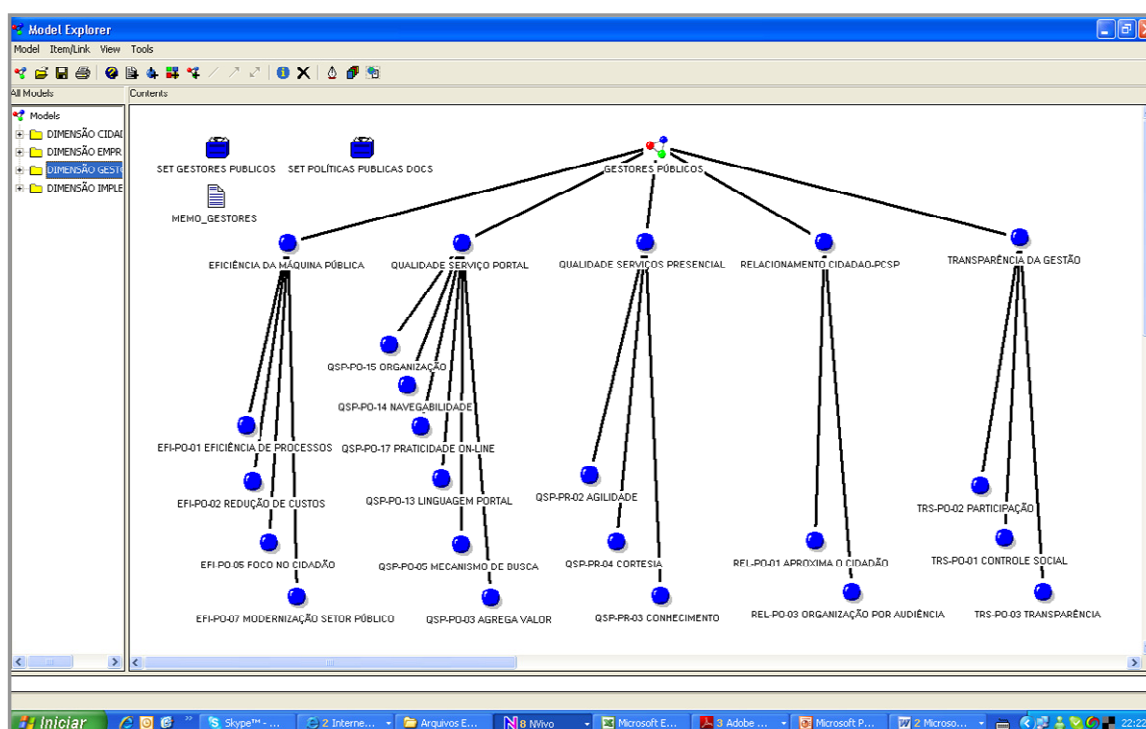 Model Explorer
Model Item/Link View Tools
All Models
Contents
Models
DIMENSÃO CIDAD
DIMENSÃO EMPR
DIMENSÃO GESTO
DIMENSÃO IMPLE
SET GESTORES PUBLICOS
SET POLÍTICAS PUBLICAS DOCS
MEMO_GESTORES
GESTORES PÚBLICOS
EFICIÊNCIA DA MÁQUINA PÚBLICA
QUALIDADE SERVIÇO PORTAL
QUALIDADE SERVIÇOS PRESENCIAL
RELACIONAMENTO CIDADAO-PCSP
TRANSPARÊNCIA DA GESTÃO
EFI-PO-01 EFICIÊNCIA DE PROCESSOS
EFI-PO-02 REDUÇÃO DE CUSTOS
EFI-PO-05 FOCO NO CIDADÃO
EFI-PO-07 MODERNIZAÇÃO SETOR PÚBLICO
QSP-PO-15 ORGANIZAÇÃO
QSP-PO-14 NAVEGABILIDADE
QSP-PO-17 PRATICIDADE ON-LINE
QSP-PO-13 LINGUAGEM PORTAL
QSP-PO-05 MECANISMO DE BUSCA
QSP-PO-03 AGREGA VALOR
QSP-PR-02 AGILIDADE
QSP-PR-04 CORTESIA
QSP-PR-03 CONHECIMENTO
REL-PO-01 APROXIMA O CIDADÃO
REL-PO-03 ORGANIZAÇÃO POR AUDIÊNCIA
TRS-PO-02 PARTICIPAÇÃO
TRS-PO-01 CONTROLE SOCIAL
TRS-PO-03 TRANSPARÊNCIA
Iniciar
Skype™ - ...
2 Interne...
Arquivos E...
8 NVivo
Microsoft E...
3 Adobe ...
Microsoft P...
2 Microso...
22:22